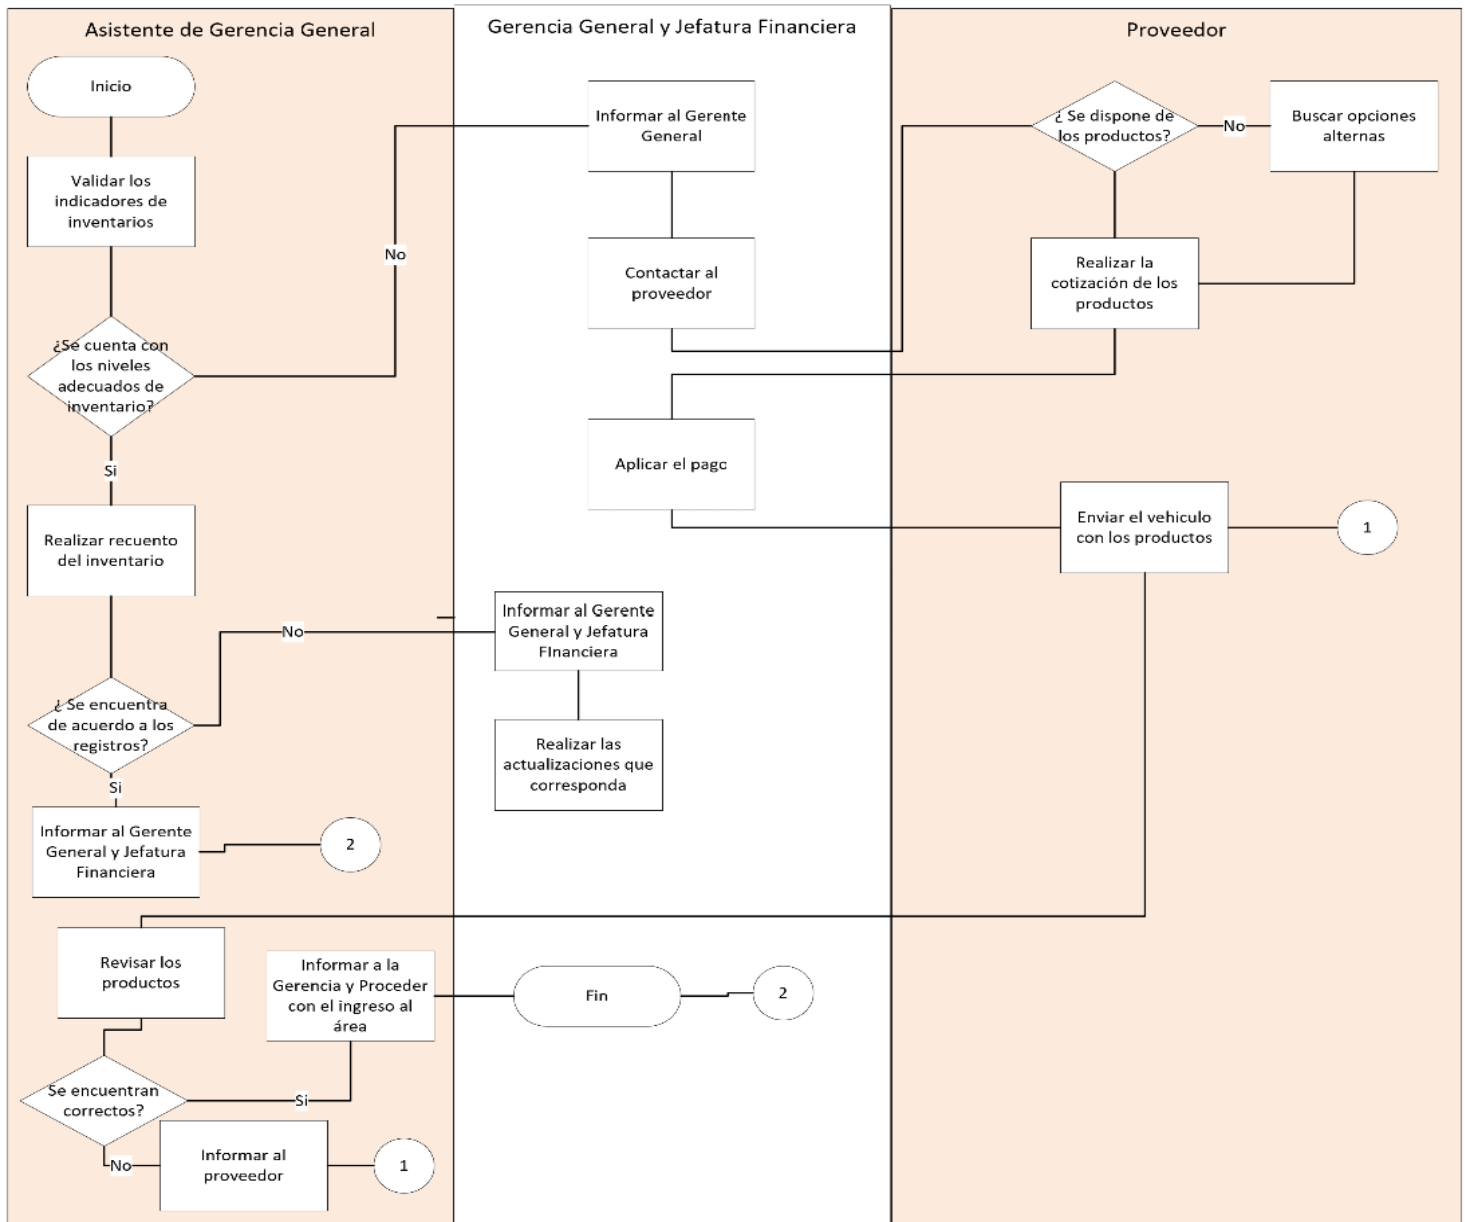 Asistente de Gerencia General
Gerencia General y Jefatura Financiera
Proveedor
Inicio
Validar los
indicadores de
inventarios
No
¿Se cuenta con
los niveles
adecuados de
inventario?
Si
Realizar recuento
del inventario
No
¿ Se encuentra
de acuerdo a los
registros?
Si
Informar al Gerente
General y Jefatura
Financiera
2
Revisar los
productos
Informar a la
Gerencia y Proceder
con el ingreso al
área
Se encuentran
correctos?
Si
No
Informar al
proveedor
1
Informar al Gerente
General
Contactar al
proveedor
Aplicar el pago
Informar al Gerente
General y Jefatura
FInanciera
Realizar las
actualizaciones que
corresponda
Fin
2
¿ Se dispone de
los productos?
No
Buscar opciones
alternas
Realizar la
cotización de los
productos
Enviar el vehiculo
con los productos
1